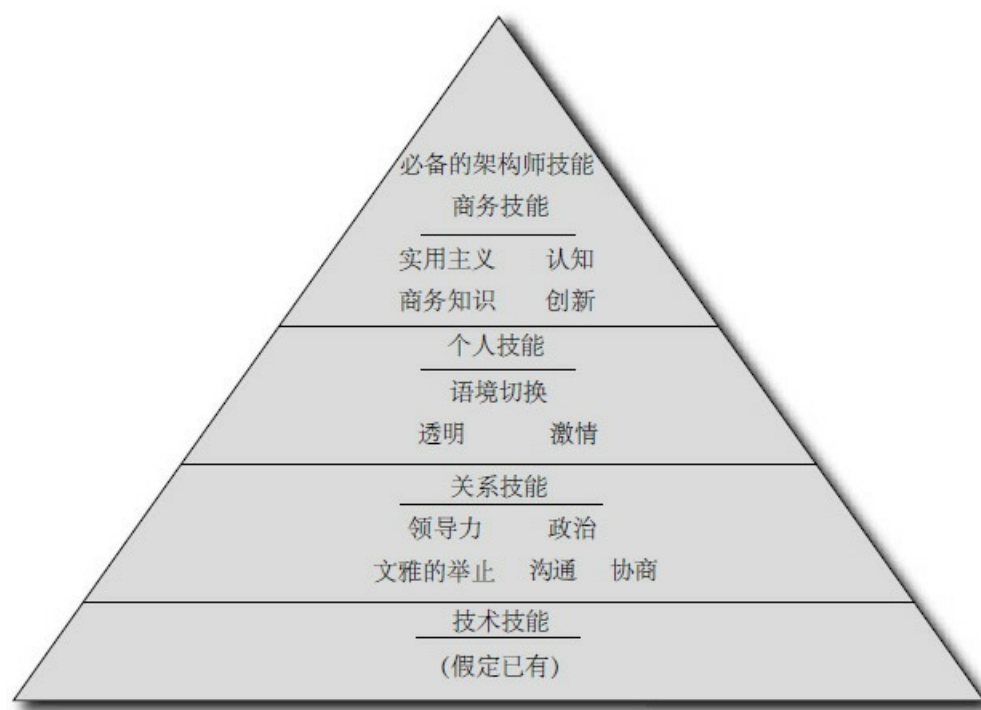 必备的架构师技能
商务技能
实用主义 认知
商务知识 创新
个人技能
语境切换
透明 激情
关系技能
领导力 政治
文雅的举止 沟通 协商
技术技能
(假定已有)